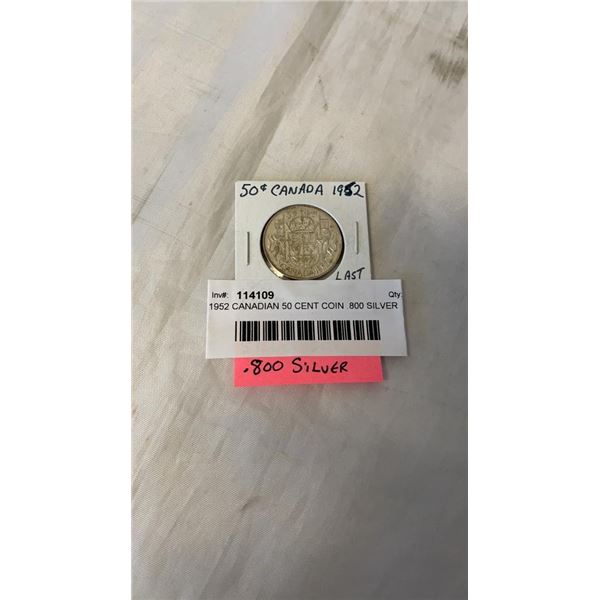 50¢ CANADA 1952
LAST
Inv#: 114109 Qty:
1952 CANADIAN 50 CENT COIN .800 SILVER
.800 SILVER